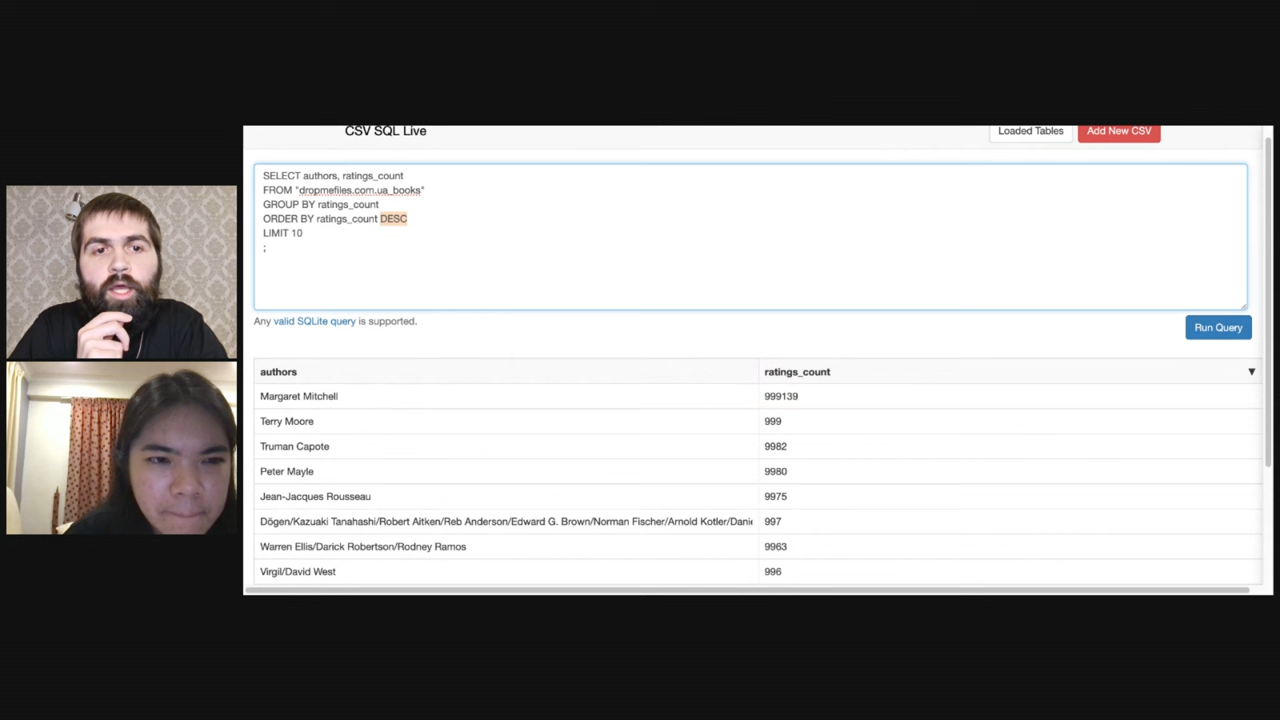 CSV SQL Live
Loaded Tables
Add New CSV
SELECT authors, ratings_count
FROM "dropmefiles.com.ua_books"
GROUP BY ratings_count
ORDER BY ratings_count DESC
LIMIT 10
;
Any valid SQLite query is supported.
Run Query
authors ratings_count ▼
Margaret Mitchell 999139
Terry Moore 999
Truman Capote 9982
Peter Mayle 9980
Jean-Jacques Rousseau 9975
Dögen/Kazuaki Tanahashi/Robert Aitken/Reb Anderson/Edward G. Brown/Norman Fischer/Arnold Kotler/Danie 997
Warren Ellis/Darick Robertson/Rodney Ramos 9963
Virgil/David West 996